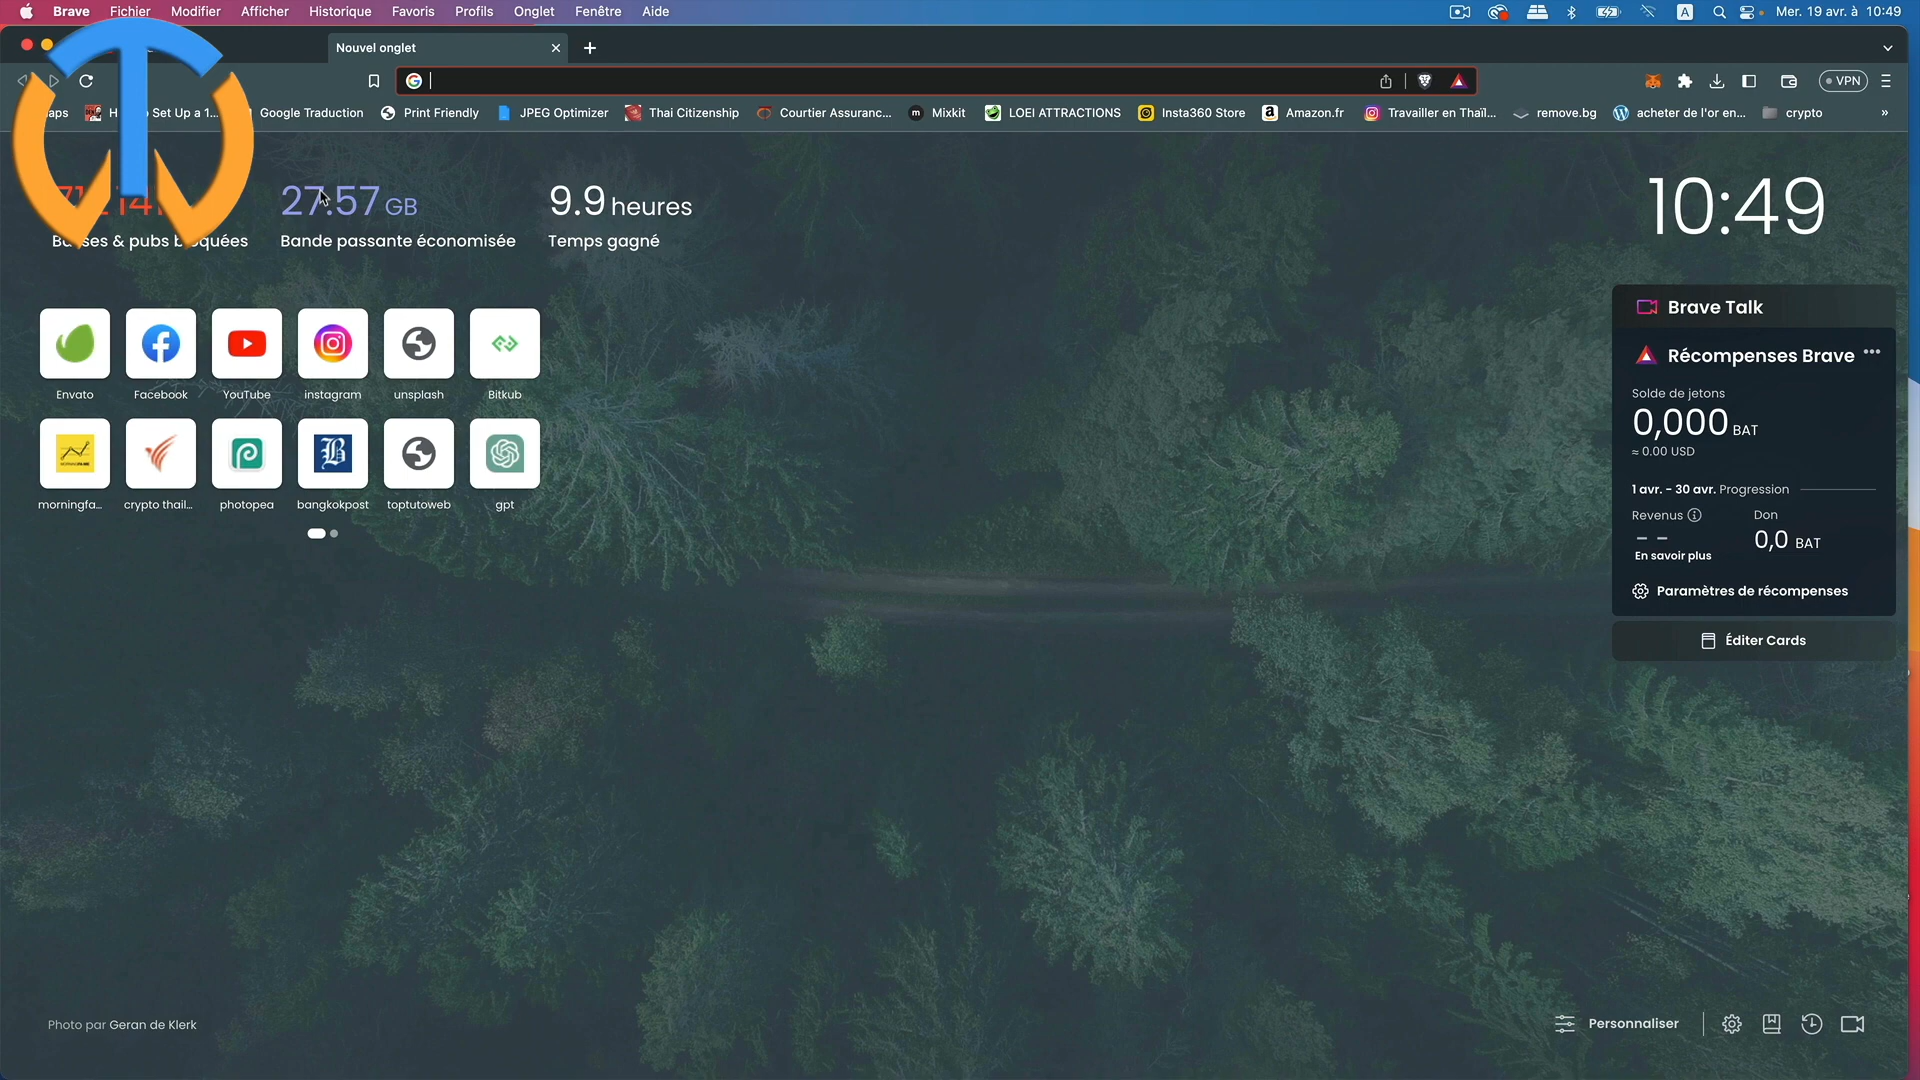 Brave Fichier Modifier Afficher Historique Favoris Profils Onglet Fenêtre Aide A Mer. 19 avr. à 10:49
Nouvel onglet
VPN
Set Up a 1... Google Traduction Print Friendly JPEG Optimizer Thai Citizenship Courtier Assuranc... m Mixkit LOEI ATTRACTIONS Insta360 Store Amazon.fr Travailler en Thaïl... remove.bg acheter de l'or en... crypto »
27.57 GB 9.9 heures
& pubs Bande passante économisée Temps gagné
10:49
Envato Facebook YouTube instagram unsplash Bitkub
morningfa... crypto thail... photopea bangkokpost toptutoweb gpt
Brave Talk
Récompenses Brave
Solde de jetons
0,000 BAT
≈ 0.00 USD
1 avr. - 30 avr. Progression
Revenus Don
– – 0,0 BAT
En savoir plus
Paramètres de récompenses
Éditer Cards
Photo par Geran de Klerk
Personnaliser